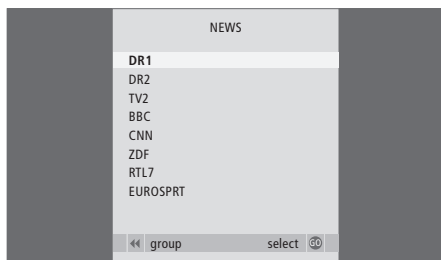 NEWS
DR1
DR2
TV2
BBC
CNN
ZDF
RTL7
EUROSPRT
group select GO